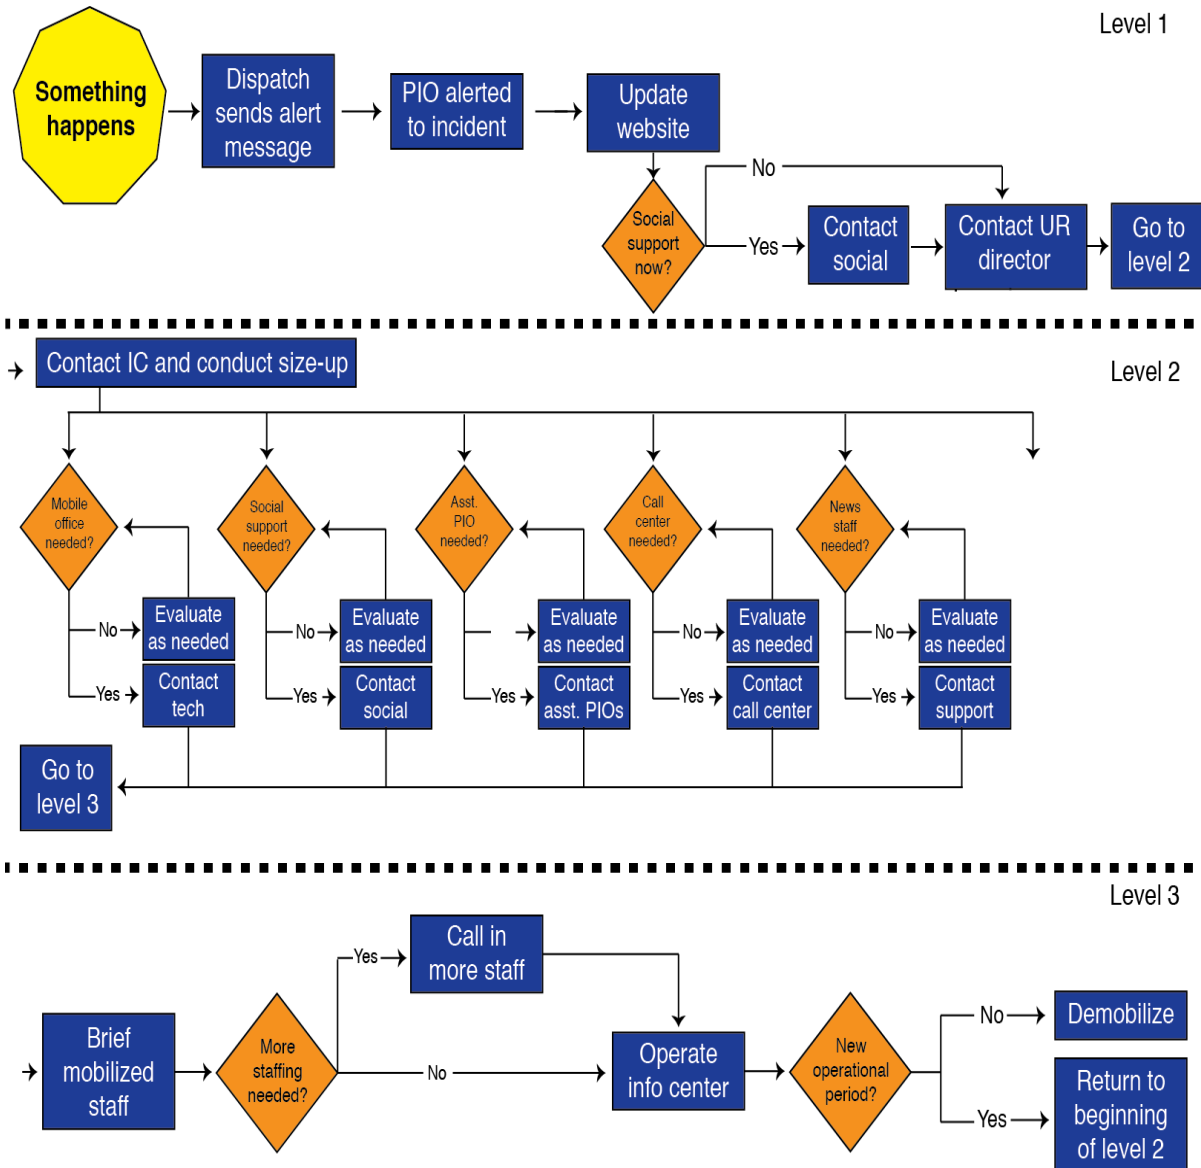 Level 1
Something
happens
Dispatch
sends alert
message
PIO alerted
to incident
Update
website
Social
support
now?
No
Yes
Contact
social
Contact UR
director
Go to
level 2
Contact IC and conduct size-up
Level 2
Mobile
office
needed?
Social
support
needed?
Asst.
PIO
needed?
Call
center
needed?
News
staff
needed?
No
Evaluate
as needed
No
Evaluate
as needed
Evaluate
as needed
No
Evaluate
as needed
No
Evaluate
as needed
Yes
Contact
tech
Yes
Contact
social
Yes
Contact
asst. PIOs
Yes
Contact
call center
Yes
Contact
support
Go to
level 3
Level 3
Brief
mobilized
staff
More
staffing
needed?
Yes
Call in
more staff
No
Operate
info center
New
operational
period?
No
Demobilize
Yes
Return to
beginning
of level 2